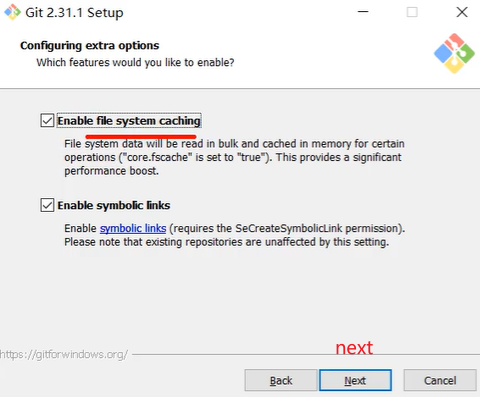 Git 2.31.1 Setup
Configuring extra options
Which features would you like to enable?
Enable file system caching
File system data will be read in bulk and cached in memory for certain
operations ("core.fscache" is set to "true"). This provides a significant
performance boost.
Enable symbolic links
Enable symbolic links (requires the SeCreateSymbolicLink permission).
Please note that existing repositories are unaffected by this setting.
next
https://gitforwindows.org/
Back Next Cancel